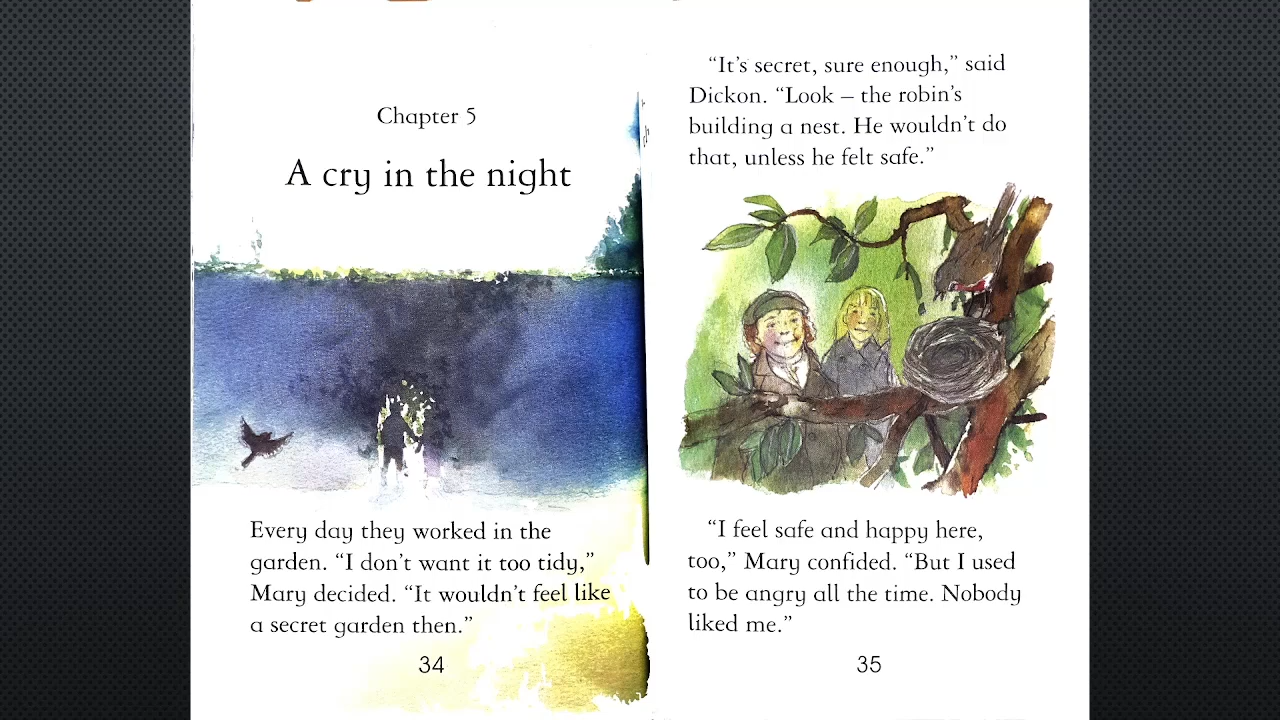 Chapter 5
A cry in the night
Every day they worked in the
garden. “I don’t want it too tidy,”
Mary decided. “It wouldn’t feel like
a secret garden then.”
34
“It’s secret, sure enough,” said
Dickon. “Look – the robin’s
building a nest. He wouldn’t do
that, unless he felt safe.”
“I feel safe and happy here,
too,” Mary confided. “But I used
to be angry all the time. Nobody
liked me.”
35